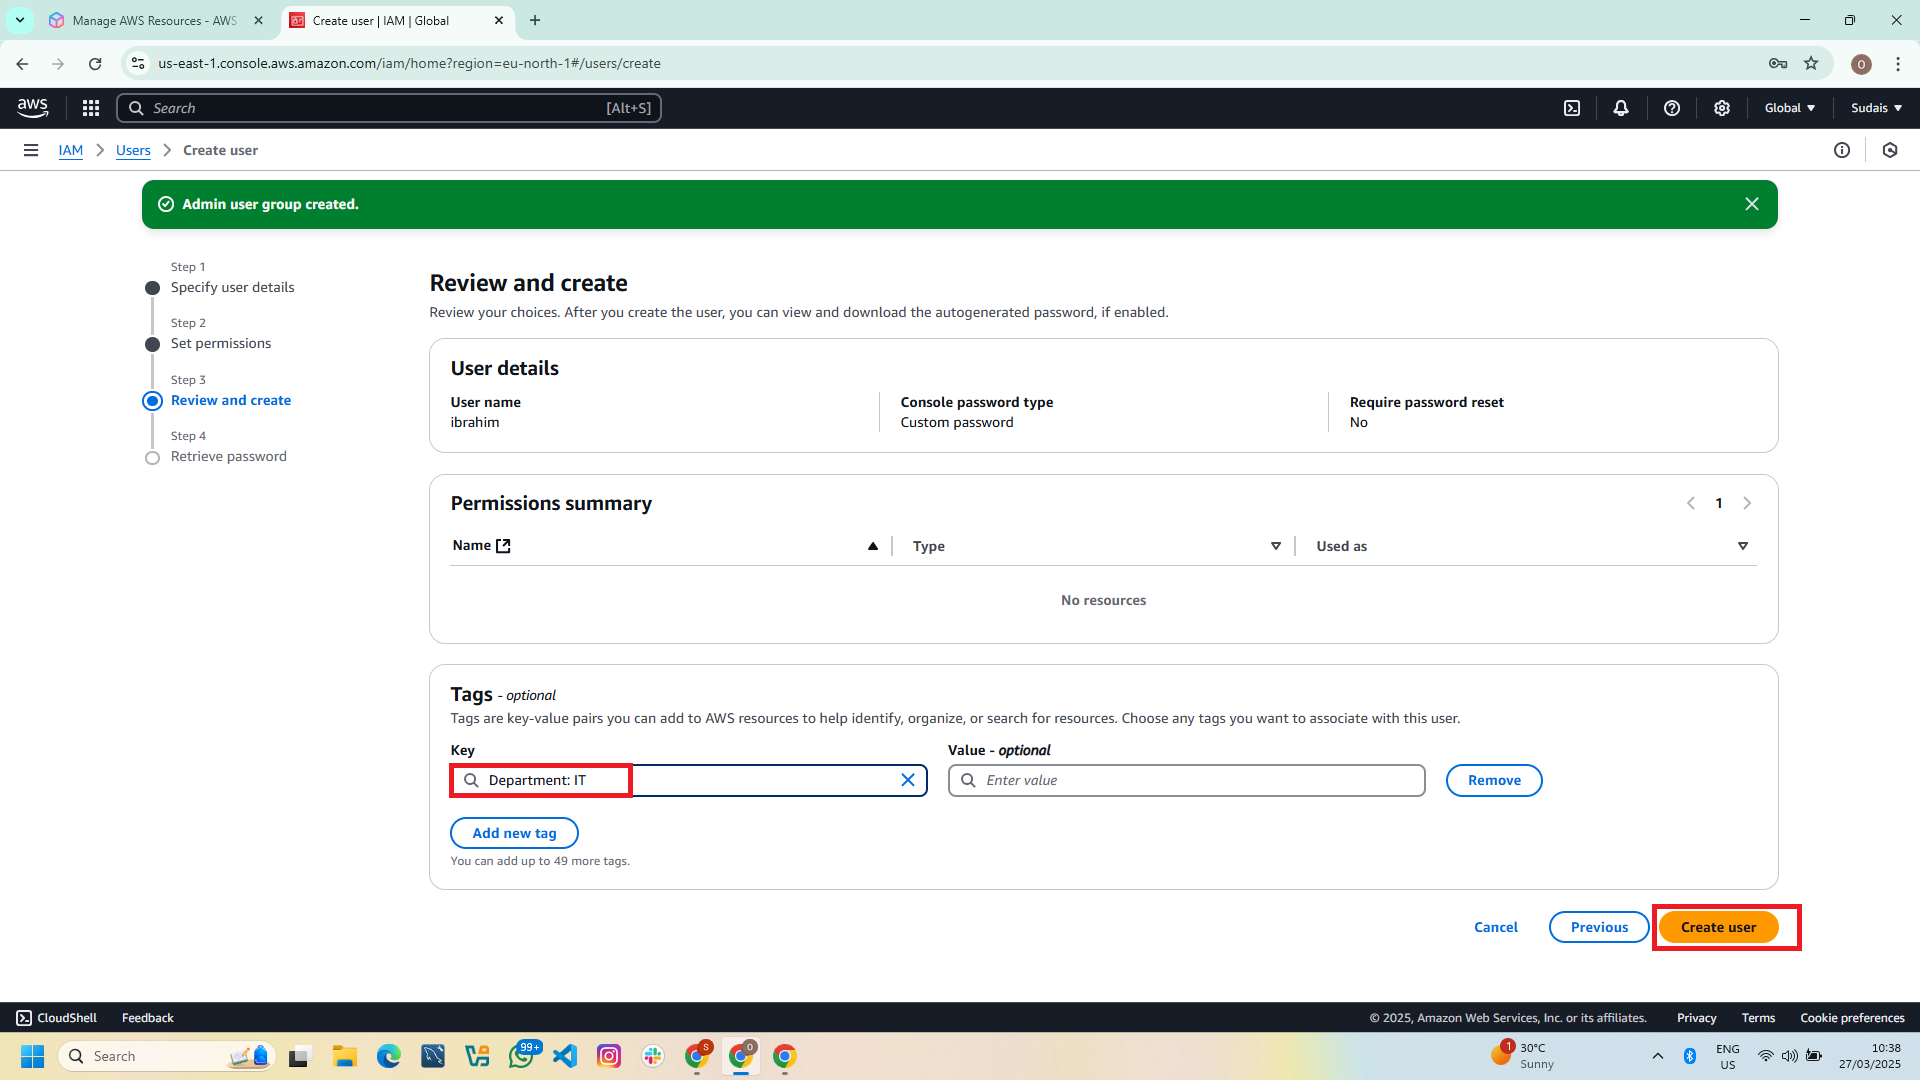 Manage AWS Resources - AWS
Create user | IAM | Global
us-east-1.console.aws.amazon.com/iam/home?region=eu-north-1#/users/create
O
aws
Search
[Alt+S]
Global
Sudais
IAM
Users
Create user
Admin user group created.
Step 1
Specify user details
Step 2
Set permissions
Step 3
Review and create
Step 4
Retrieve password
Review and create
Review your choices. After you create the user, you can view and download the autogenerated password, if enabled.
User details
User name
ibrahim
Console password type
Custom password
Require password reset
No
Permissions summary
1
Name
Type
Used as
No resources
Tags - optional
Tags are key-value pairs you can add to AWS resources to help identify, organize, or search for resources. Choose any tags you want to associate with this user.
Key
Value - optional
Department: IT
Enter value
Remove
Add new tag
You can add up to 49 more tags.
Cancel
Previous
Create user
CloudShell
Feedback
© 2025, Amazon Web Services, Inc. or its affiliates.
Privacy
Terms
Cookie preferences
Search
99+
S
O
1
30°C
Sunny
ENG
US
10:38
27/03/2025